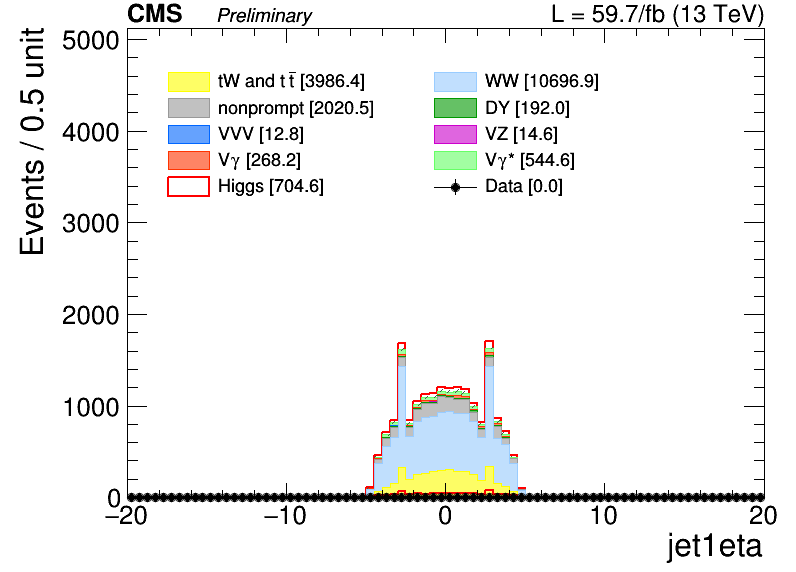 CMS Preliminary L = 59.7/fb (13 TeV)
Events / 0.5 unit
5000
4000
3000
2000
1000
0
tW and t t̅ [3986.4] WW [10696.9]
nonprompt [2020.5] DY [192.0]
VVV [12.8] VZ [14.6]
Vγ [268.2] Vγ* [544.6]
Higgs [704.6] Data [0.0]
−20 −10 0 10 20
jet1eta